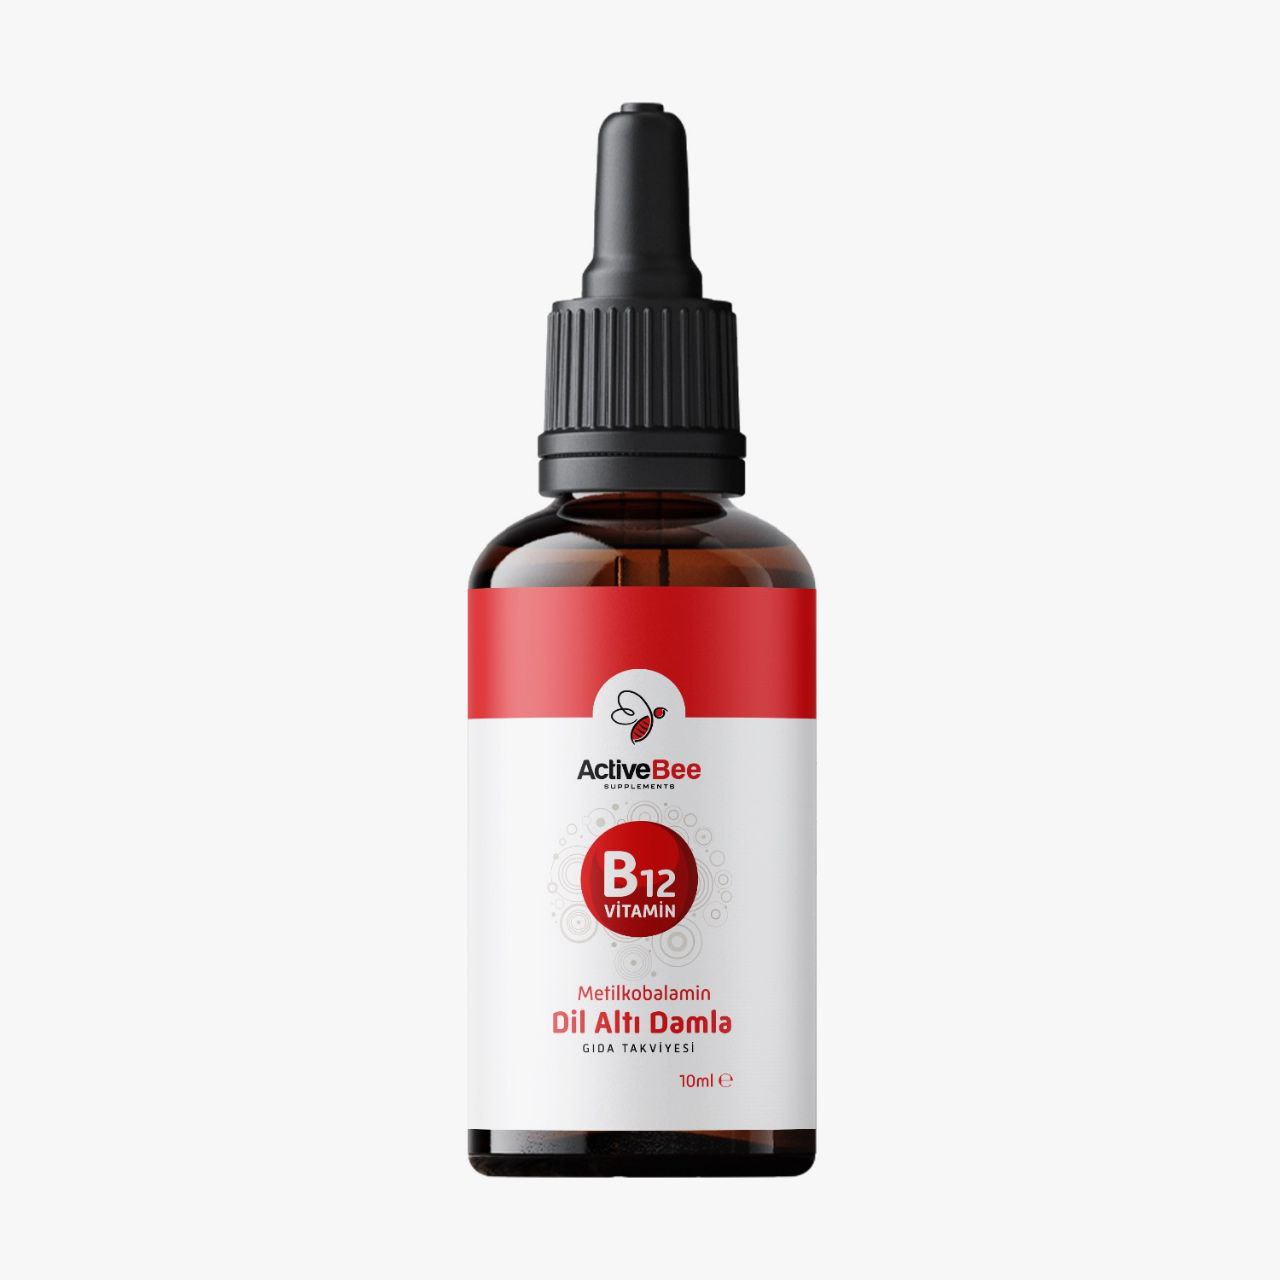 ActiveBee
SUPPLEMENTS
B12
VİTAMİN
Metilkobalamin
Dil Altı Damla
GIDA TAKVİYESİ
10ml ℮